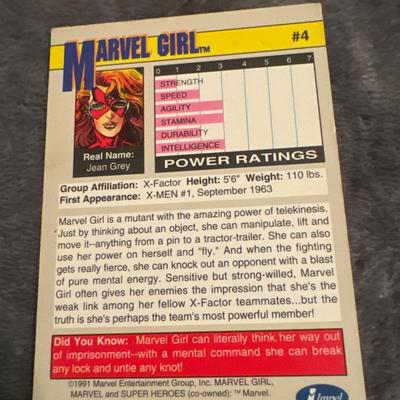 MARVEL GIRL™ #4
0 1 2 3 4 5 6 7
STRENGTH
SPEED
AGILITY
STAMINA
DURABILITY
INTELLIGENCE
POWER RATINGS
Real Name:
Jean Grey
Group Affiliation: X-Factor Height: 5'6" Weight: 110 lbs.
First Appearance: X-MEN #1, September 1963
Marvel Girl is a mutant with the amazing power of telekinesis.
Just by thinking about an object, she can manipulate, lift and
move it--anything from a pin to a tractor-trailer. She can also
use her power on herself and "fly." And when the fighting
gets really fierce, she can knock out an opponent with a blast
of pure mental energy. Sensitive but strong-willed, Marvel
Girl often gives her enemies the impression that she's the
weak link among her fellow X-Factor teammates...but the
truth is she's perhaps the team's most powerful member!
Did You Know: Marvel Girl can literally think her way out
of imprisonment--with a mental command she can break
any lock and untie any knot!
©1991 Marvel Entertainment Group, Inc. MARVEL GIRL,
MARVEL and SUPER HEROES (co-owned): ™ Marvel.
Impel